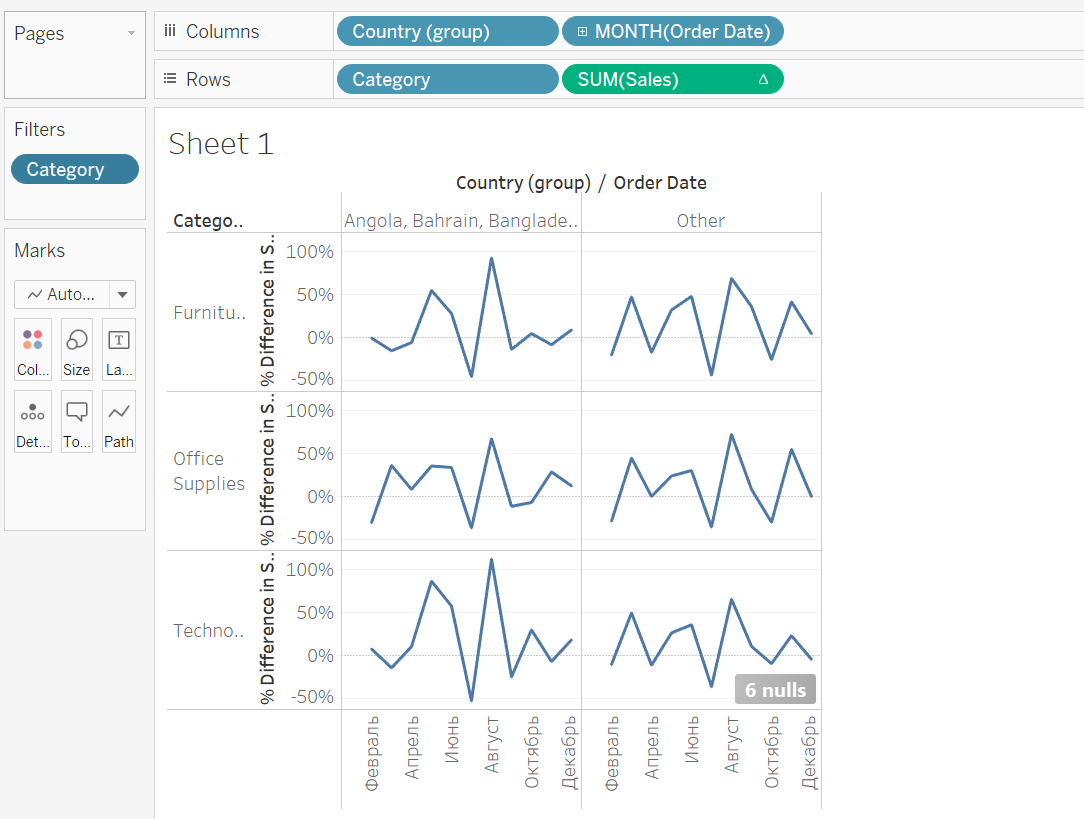 Pages
Columns
Country (group)
MONTH(Order Date)
Rows
Category
SUM(Sales)
Δ
Filters
Category
Marks
Auto...
Col...
Size
La...
Det...
To...
Path
Sheet 1
Country (group) / Order Date
Catego..
Angola, Bahrain, Banglade..
Other
Furnitu..
% Difference in S..
100%
50%
0%
-50%
Office
Supplies
% Difference in S..
100%
50%
0%
-50%
Techno..
% Difference in S..
100%
50%
0%
-50%
6 nulls
Февраль
Апрель
Июнь
Август
Октябрь
Декабрь
Февраль
Апрель
Июнь
Август
Октябрь
Декабрь